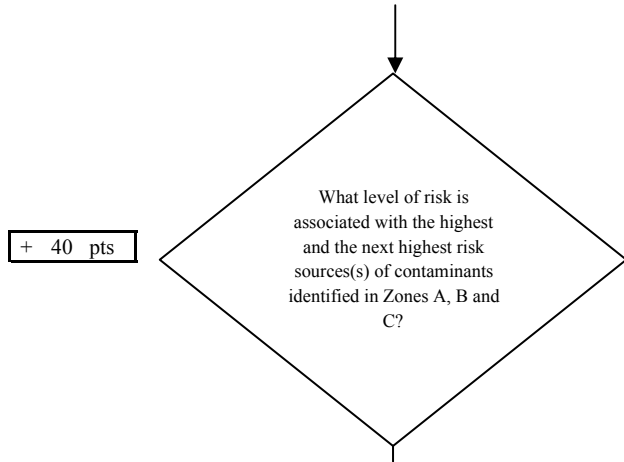 What level of risk is
associated with the highest
and the next highest risk
sources(s) of contaminants
identified in Zones A, B and
C?
+ 40 pts